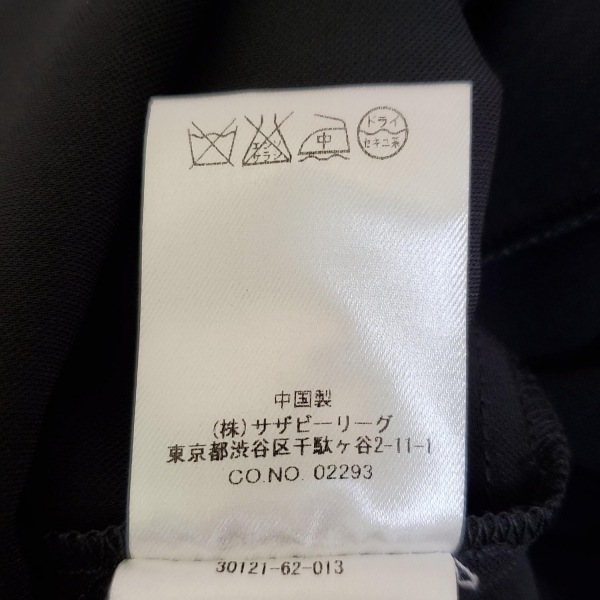 エンソ
サラシ
中
ドライ
セキユ系
中国製
(株)サザビーリーグ
東京都渋谷区千駄ヶ谷2-11-1
CO.NO. 02293
30121-62-013